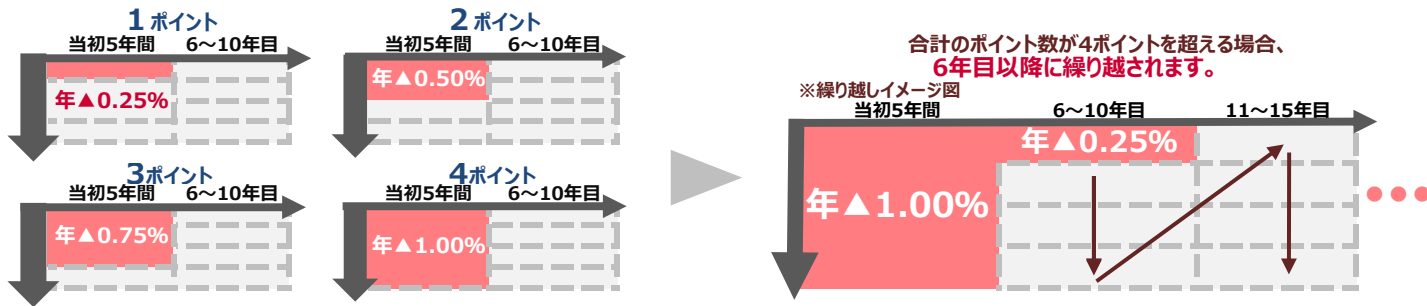 1ポイント
当初5年間 6～10年目
年▲0.25%
2ポイント
当初5年間 6～10年目
年▲0.50%
3ポイント
当初5年間 6～10年目
年▲0.75%
4ポイント
当初5年間 6～10年目
年▲1.00%
合計のポイント数が4ポイントを超える場合、
6年目以降に繰り越されます。
※繰り越しイメージ図
当初5年間 6～10年目 11～15年目
年▲0.25%
年▲1.00%